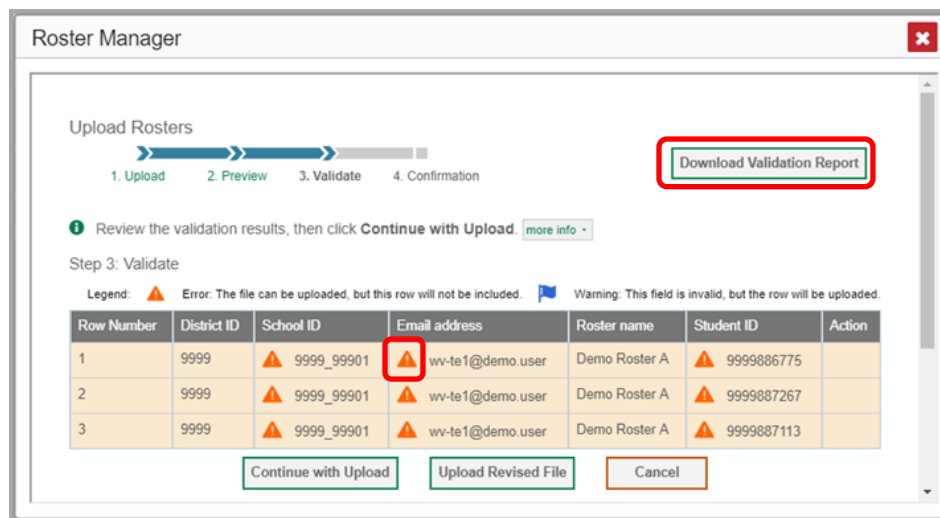 Roster Manager
Upload Rosters
1. Upload 2. Preview 3. Validate 4. Confirmation
Download Validation Report
Review the validation results, then click Continue with Upload. more info -
Step 3: Validate
Legend: Error: The file can be uploaded, but this row will not be included. Warning: This field is invalid, but the row will be uploaded.
Row Number District ID School ID Email address Roster name Student ID Action
1 9999 9999_99901 wv-te1@demo.user Demo Roster A 9999886775
2 9999 9999_99901 wv-te1@demo.user Demo Roster A 9999887267
3 9999 9999_99901 wv-te1@demo.user Demo Roster A 9999887113
Continue with Upload Upload Revised File Cancel